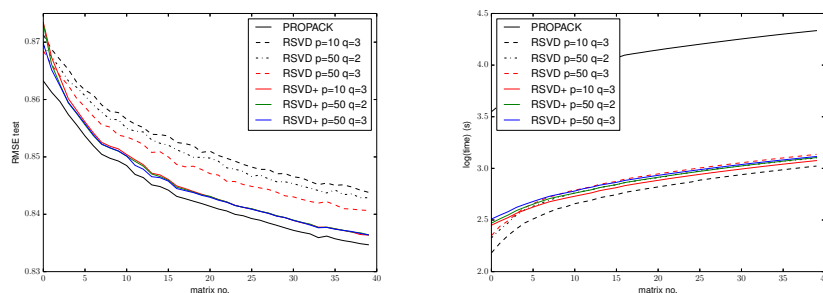 RMSE test
0.87
0.86
0.85
0.84
0.83
0
5
10
15
20
25
30
35
40
matrix no.
PROPACK
RSVD p=10 q=3
RSVD p=50 q=2
RSVD p=50 q=3
RSVD+ p=10 q=3
RSVD+ p=50 q=2
RSVD+ p=50 q=3
log(time) (s)
4.5
4.0
3.5
3.0
2.5
2.0
0
5
10
15
20
25
30
35
40
matrix no.
PROPACK
RSVD p=10 q=3
RSVD p=50 q=2
RSVD p=50 q=3
RSVD+ p=10 q=3
RSVD+ p=50 q=2
RSVD+ p=50 q=3